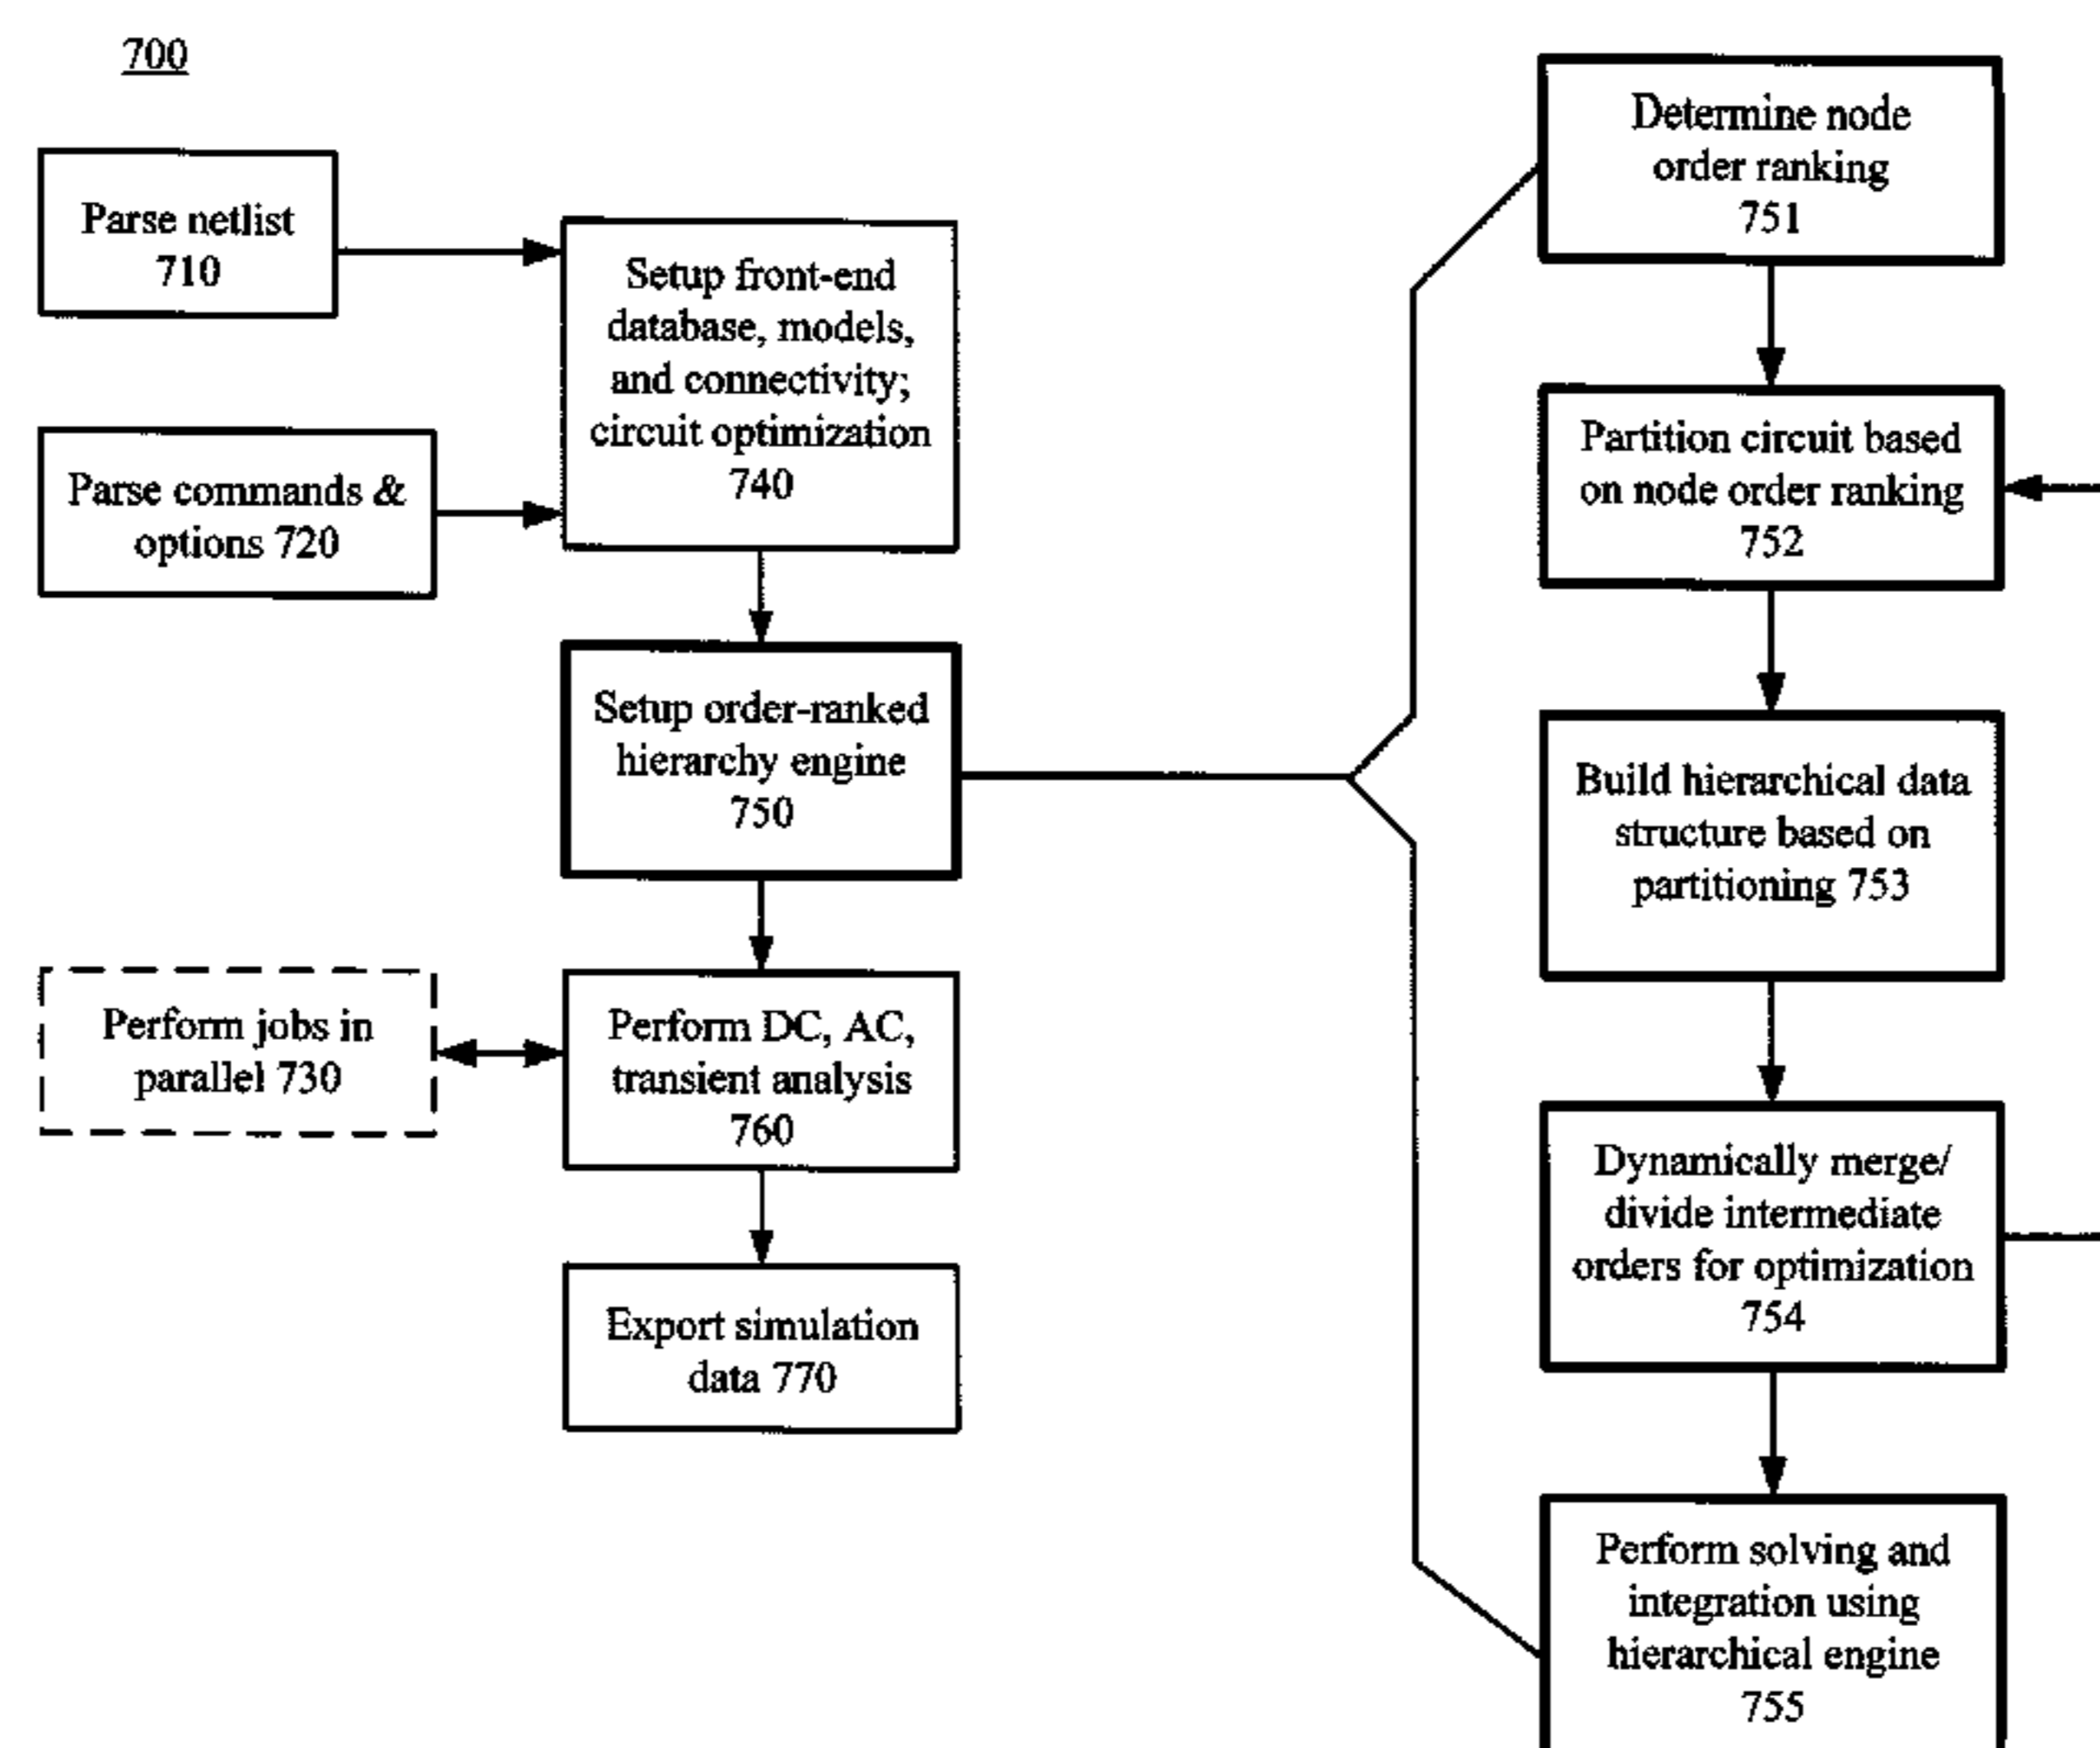 700
Parse netlist
710
Parse commands &
options 720
Setup front-end
database, models,
and connectivity;
circuit optimization
740
Setup order-ranked
hierarchy engine
750
Perform jobs in
parallel 730
Perform DC, AC,
transient analysis
760
Export simulation
data 770
Determine node
order ranking
751
Partition circuit based
on node order ranking
752
Build hierarchical data
structure based on
partitioning 753
Dynamically merge/
divide intermediate
orders for optimization
754
Perform solving and
integration using
hierarchical engine
755